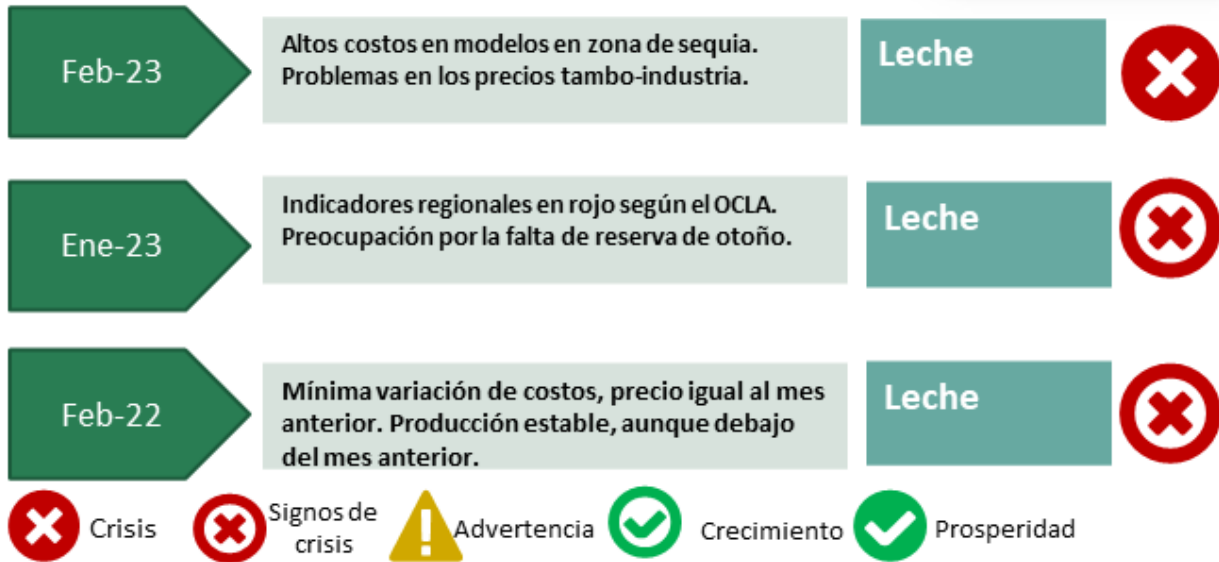 Feb-23
Altos costos en modelos en zona de sequia.
Problemas en los precios tambo-industria.
Leche
Ene-23
Indicadores regionales en rojo según el OCLA.
Preocupación por la falta de reserva de otoño.
Leche
Feb-22
Mínima variación de costos, precio igual al mes
anterior. Producción estable, aunque debajo
del mes anterior.
Leche
Crisis
Signos de
crisis
Advertencia
Crecimiento
Prosperidad